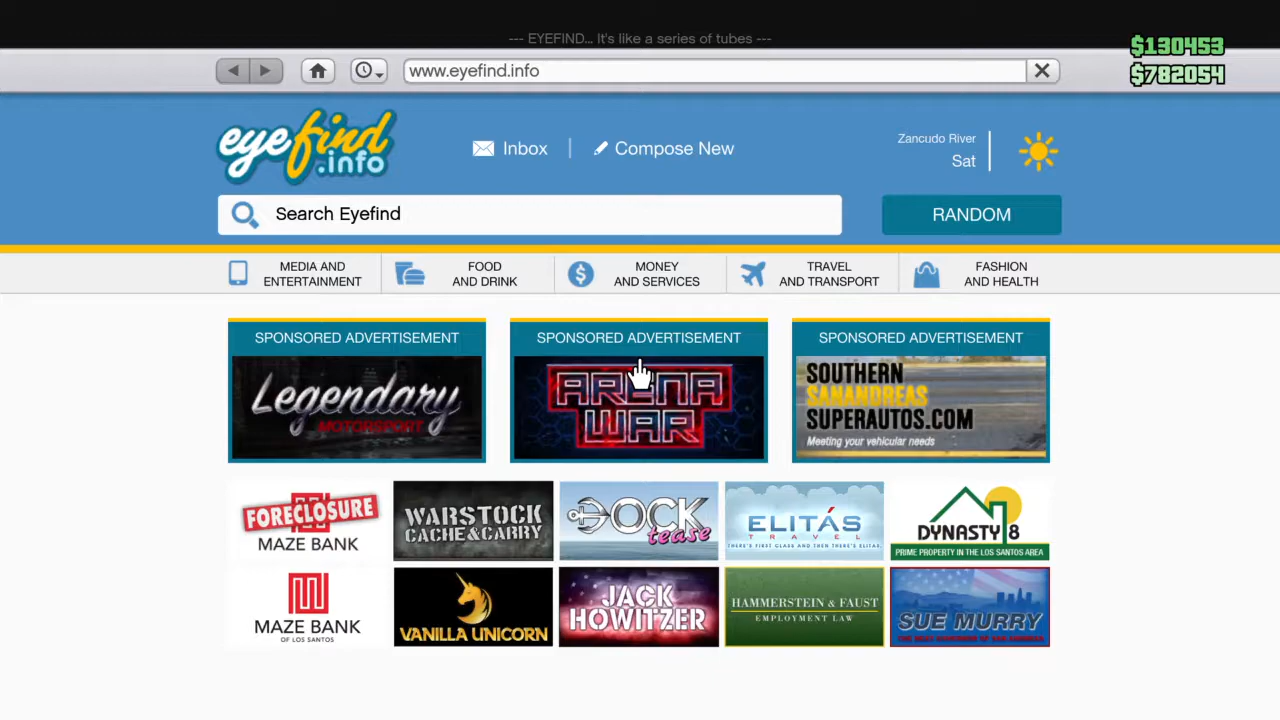 --- EYEFIND... It's like a series of tubes ---
$130453
$782054
www.eyefind.info
eyefind
.info
Inbox
Compose New
Zancudo River
Sat
Search Eyefind
RANDOM
MEDIA AND
ENTERTAINMENT
FOOD
AND DRINK
MONEY
AND SERVICES
TRAVEL
AND TRANSPORT
FASHION
AND HEALTH
SPONSORED ADVERTISEMENT
Legendary
MOTORSPORT
SPONSORED ADVERTISEMENT
ARENA
WAR
SPONSORED ADVERTISEMENT
SOUTHERN
SANANDREAS
SUPERAUTOS.COM
Meeting your vehicular needs
FORECLOSURE
MAZE BANK
WARSTOCK
CACHE&CARRY
DOCK
tease
ELITÁS
TRAVEL
THERE'S FIRST CLASS AND THEN THERE'S ELITÁS
DYNASTY 8
PRIME PROPERTY IN THE LOS SANTOS AREA
MAZE BANK
OF LOS SANTOS
VANILLA UNICORN
JACK
HOWITZER
HAMMERSTEIN & FAUST
EMPLOYMENT LAW
SUE MURRY